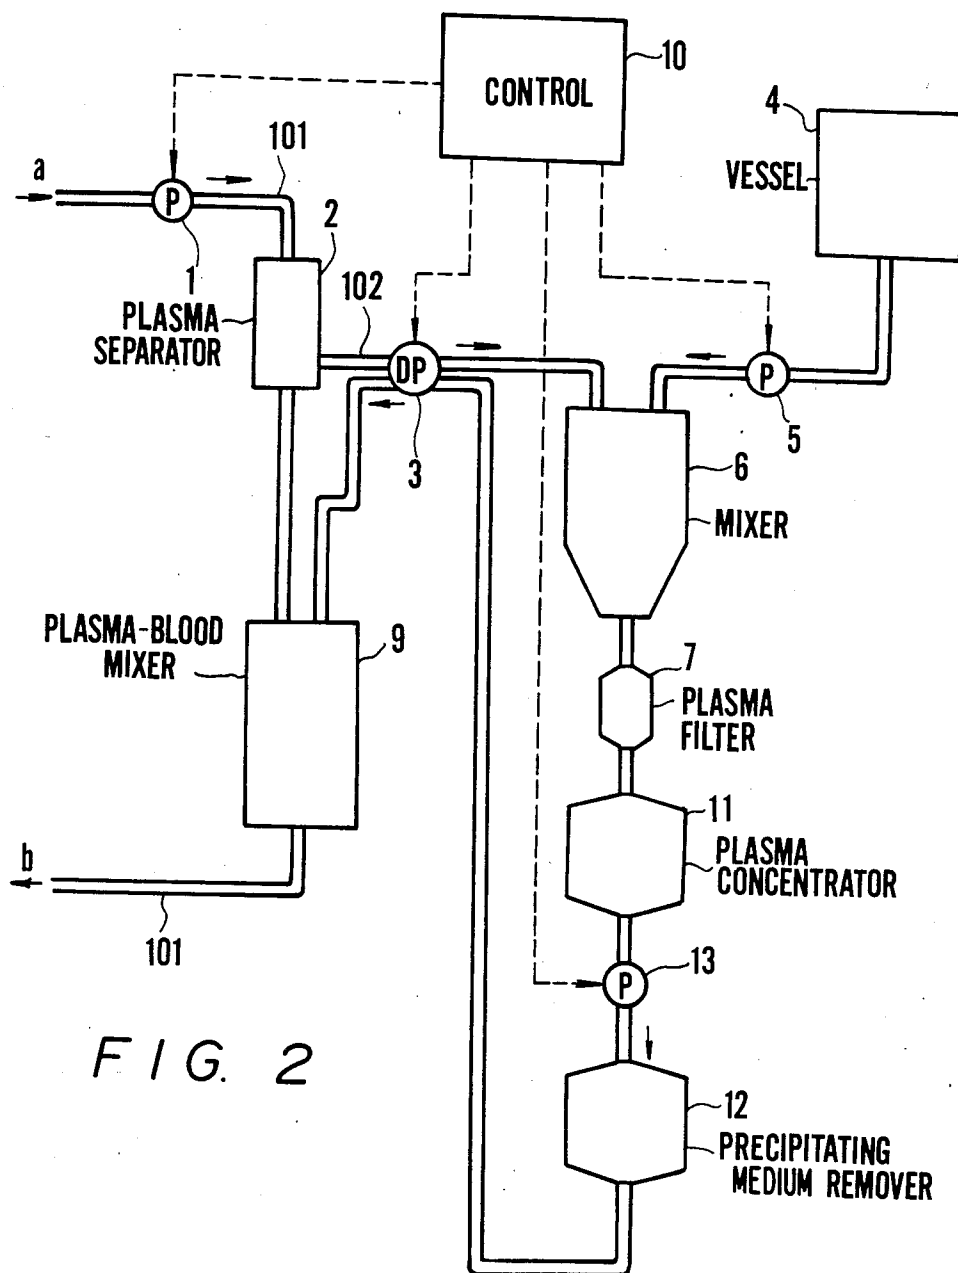 10
CONTROL
4
VESSEL
101
a
P
1
2
PLASMA
SEPARATOR
102
DP
3
P
5
6
MIXER
PLASMA-BLOOD
MIXER
9
7
PLASMA
FILTER
11
PLASMA
CONCENTRATOR
b
101
13
P
FIG. 2
12
PRECIPITATING
MEDIUM REMOVER